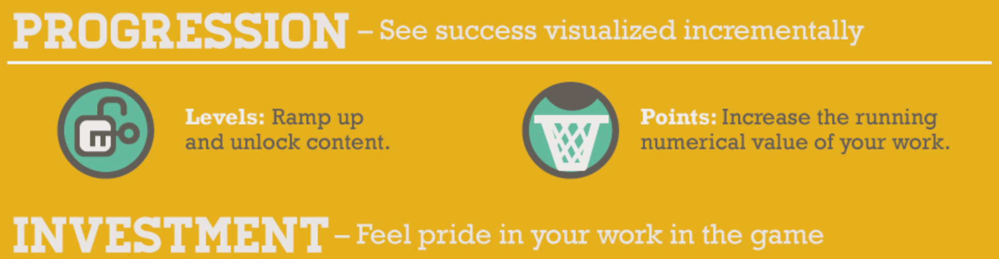 PROGRESSION – See success visualized incrementally
Levels: Ramp up
and unlock content.
Points: Increase the running
numerical value of your work.
INVESTMENT – Feel pride in your work in the game